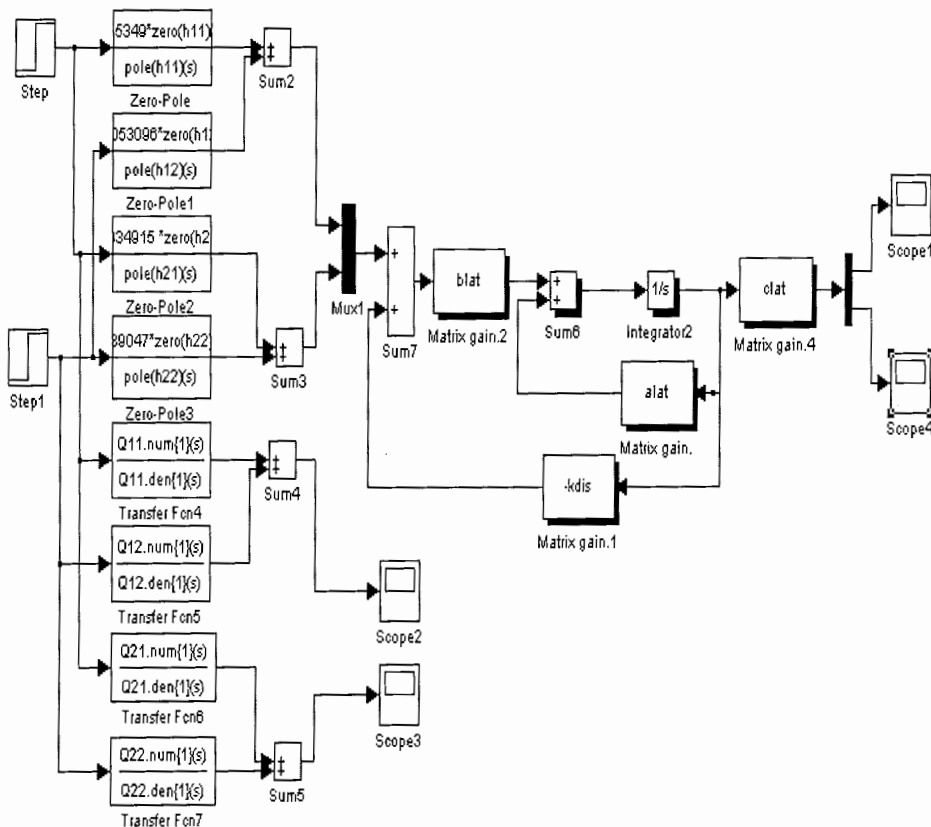 Step
5349*zero(h11)
pole(h11)(s)
Zero-Pole
+
+
Sum2
053096*zero(h1
pole(h12)(s)
Zero-Pole1
34915 *zero(h2
pole(h21)(s)
Zero-Pole2
Step1
39047*zero(h22
pole(h22)(s)
Zero-Pole3
+
+
Sum3
Mux1
+
+
Sum7
blat
Matrix gain.2
+
+
Sum6
1/s
Integrator2
clat
Matrix gain.4
Scope1
Scope4
alat
Matrix gain.
-kdis
Matrix gain.1
Q11.num{1}(s)
Q11.den{1}(s)
Transfer Fcn4
+
+
Sum4
Q12.num{1}(s)
Q12.den{1}(s)
Transfer Fcn5
Scope2
Q21.num{1}(s)
Q21.den{1}(s)
Transfer Fcn6
Scope3
Q22.num{1}(s)
Q22.den{1}(s)
Transfer Fcn7
+
+
Sum5